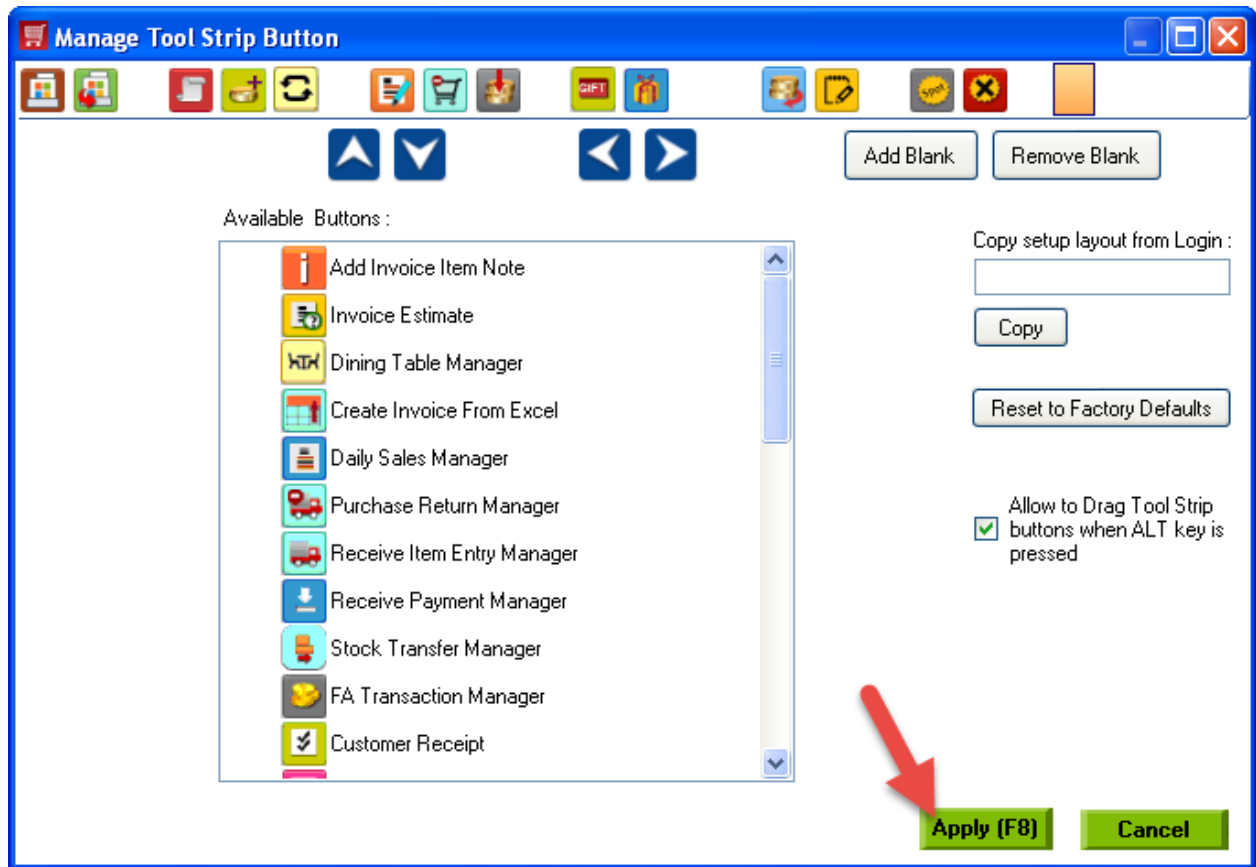 Manage Tool Strip Button
GIFT
Spot
Add Blank
Remove Blank
Available Buttons :
Copy setup layout from Login :
Add Invoice Item Note
Invoice Estimate
Copy
Dining Table Manager
Create Invoice From Excel
Reset to Factory Defaults
Daily Sales Manager
Purchase Return Manager
Allow to Drag Tool Strip
buttons when ALT key is
pressed
Receive Item Entry Manager
Receive Payment Manager
Stock Transfer Manager
FA Transaction Manager
Customer Receipt
Apply (F8)
Cancel